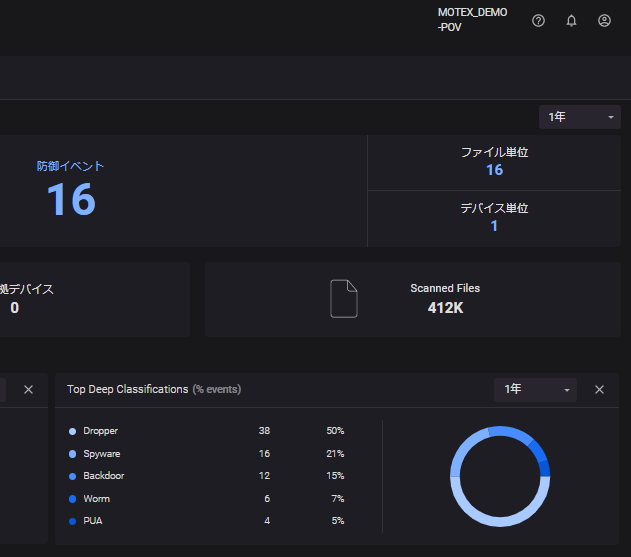 MOTEX_DEMO
-POV
1年
防御イベント
16
ファイル単位
16
デバイス単位
1
拠デバイス
0
Scanned Files
412K
Top Deep Classifications (% events)
1年
Dropper 38 50%
Spyware 16 21%
Backdoor 12 15%
Worm 6 7%
PUA 4 5%